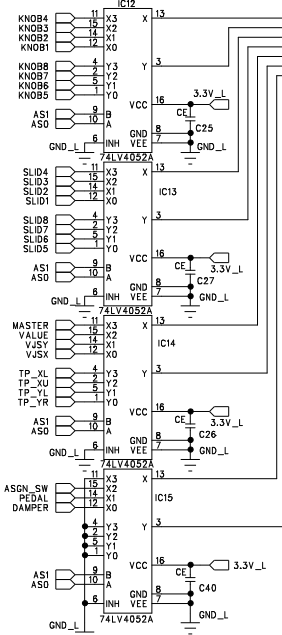 IC12
KNOB4 11 X3 X 13
KNOB3 15 X2
KNOB2 14 X1
KNOB1 12 X0
KNOB8 4 Y3 Y 3
KNOB7 2 Y2
KNOB6 5 Y1
KNOB5 1 Y0
3.3V_L
VCC 16
AS1 9 B CE
AS0 10 A C25
GND 8
GND_L 6 INH VEE 7 GND_L
74LV4052A
SLID4 11 X3 X 13
SLID3 15 X2
SLID2 14 X1 IC13
SLID1 12 X0
SLID8 4 Y3 Y 3
SLID7 2 Y2
SLID6 5 Y1
SLID5 1 Y0
VCC 16
AS1 9 B CE 3.3V_L
AS0 10 A C27
GND 8
GND_L 6 INH VEE 7 GND_L
74LV4052A
MASTER 11 X3 X 13
VALUE 15 X2
VJSY 14 X1 IC14
VJSX 12 X0
TP_XL 4 Y3 Y 3
TP_XU 2 Y2
TP_YL 5 Y1
TP_YR 1 Y0
VCC 16
AS1 9 B CE 3.3V_L
AS0 10 A C26
GND 8
GND_L 6 INH VEE 7 GND_L
74LV4052A
11 X3 X 13
ASGN_SW 15 X2
PEDAL 14 X1 IC15
DAMPER 12 X0
4 Y3 Y 3
2 Y2
5 Y1
1 Y0
VCC 16 3.3V_L
AS1 9 B CE
AS0 10 A C40
GND 8
6 INH VEE 7
74LV4052A
GND_L GND_L